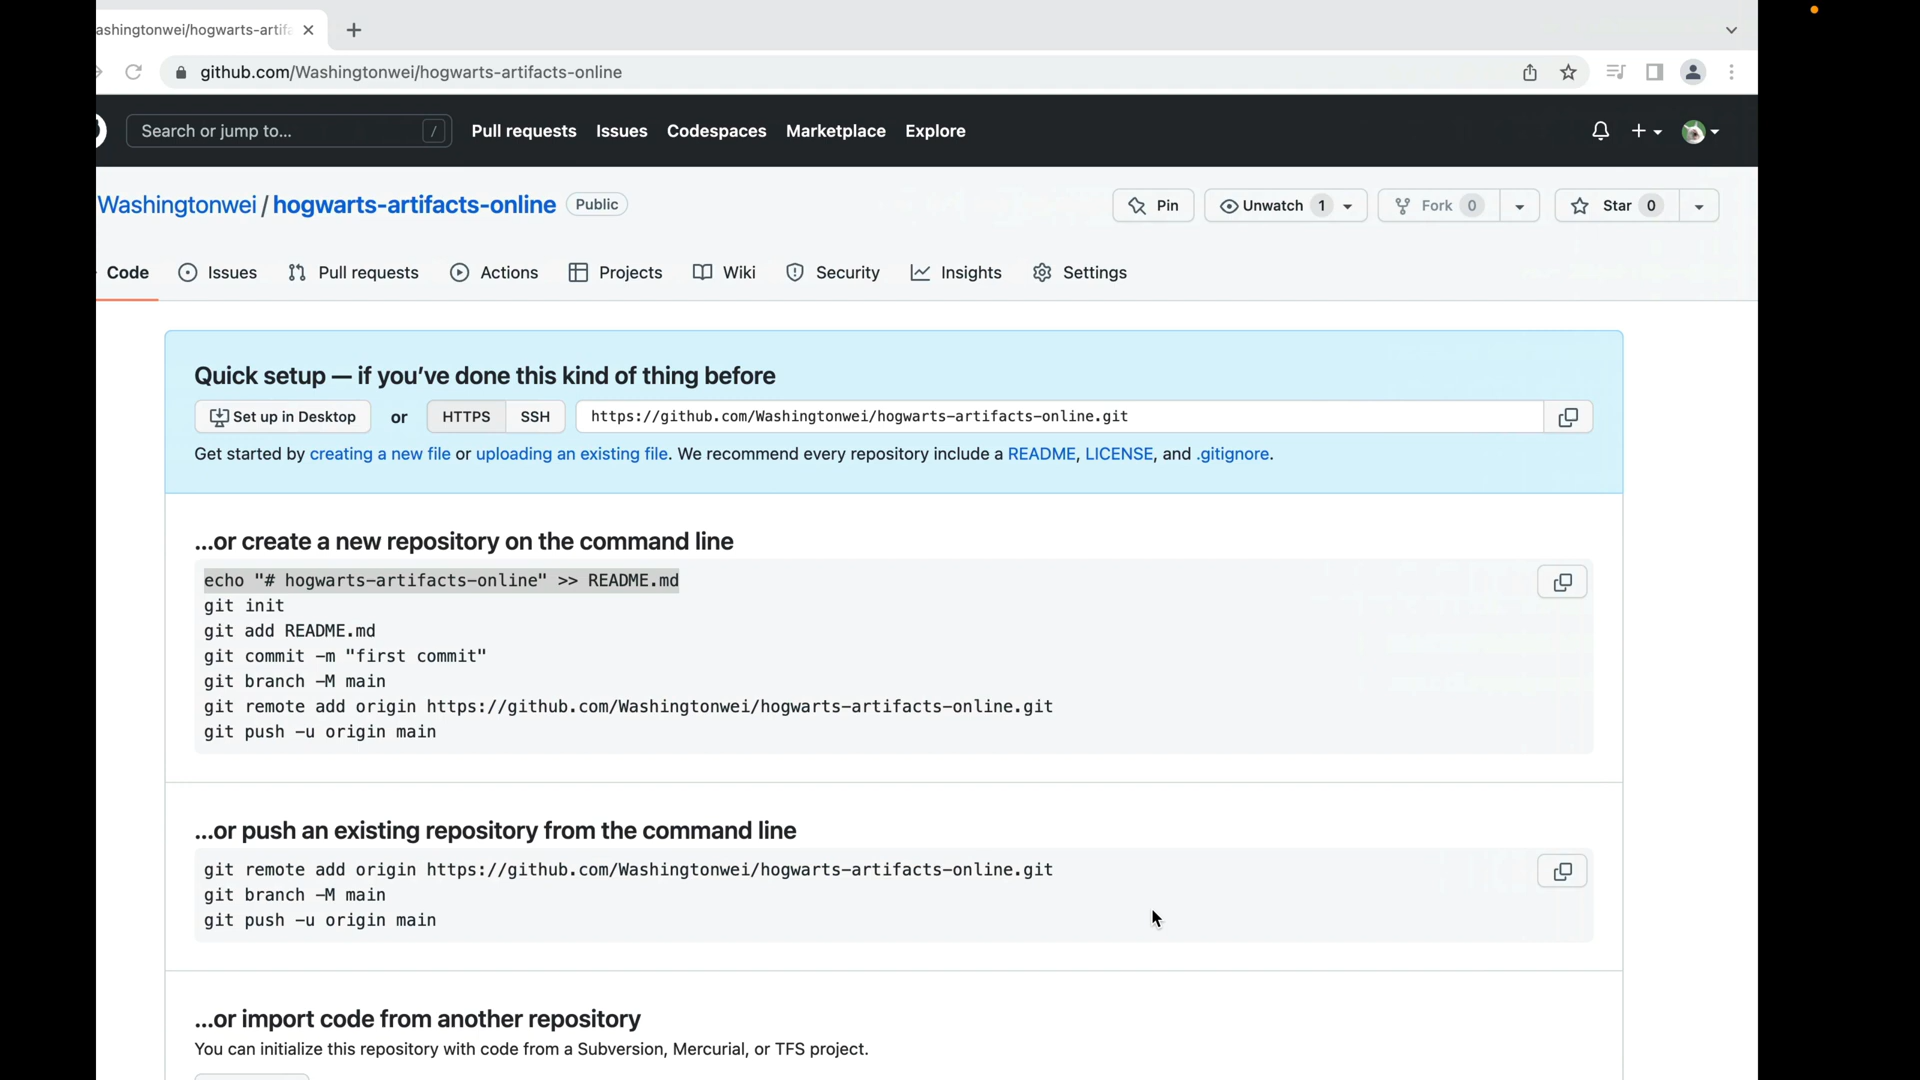 ashingtonwei/hogwarts-artif
github.com/Washingtonwei/hogwarts-artifacts-online
Search or jump to... /
Pull requests Issues Codespaces Marketplace Explore
Washingtonwei / hogwarts-artifacts-online Public
Pin Unwatch 1 Fork 0 Star 0
Code Issues Pull requests Actions Projects Wiki Security Insights Settings
Quick setup — if you've done this kind of thing before
Set up in Desktop or HTTPS SSH https://github.com/Washingtonwei/hogwarts-artifacts-online.git
Get started by creating a new file or uploading an existing file. We recommend every repository include a README, LICENSE, and .gitignore.
...or create a new repository on the command line
echo "# hogwarts-artifacts-online" >> README.md
git init
git add README.md
git commit -m "first commit"
git branch -M main
git remote add origin https://github.com/Washingtonwei/hogwarts-artifacts-online.git
git push -u origin main
...or push an existing repository from the command line
git remote add origin https://github.com/Washingtonwei/hogwarts-artifacts-online.git
git branch -M main
git push -u origin main
...or import code from another repository
You can initialize this repository with code from a Subversion, Mercurial, or TFS project.